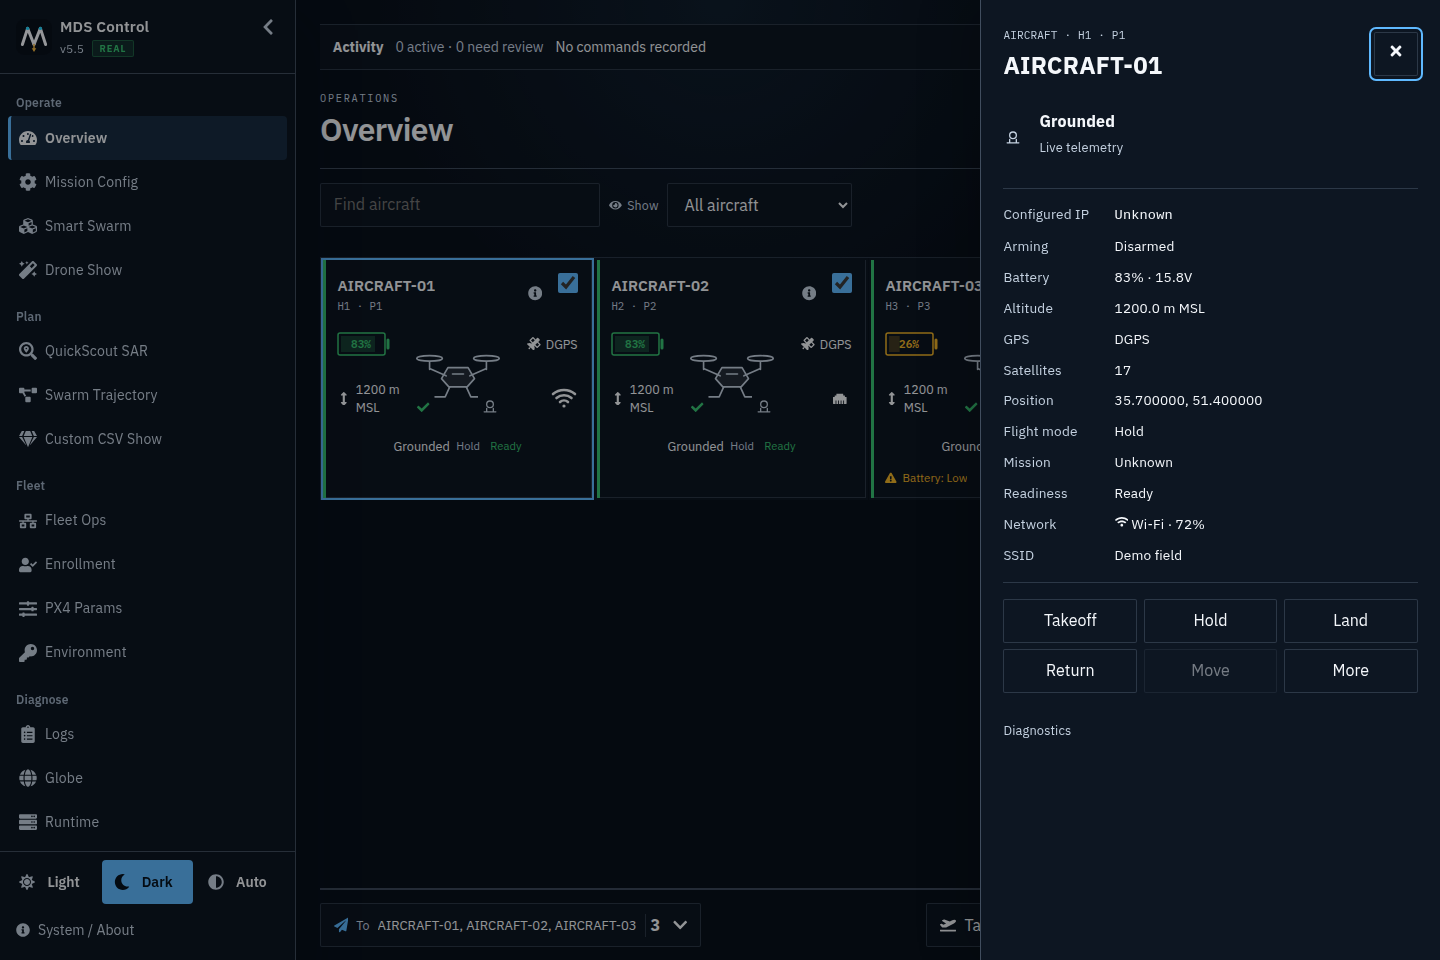 MDS Control
v5.5 REAL
Operate
Overview
Mission Config
Smart Swarm
Drone Show
Plan
QuickScout SAR
Swarm Trajectory
Custom CSV Show
Fleet
Fleet Ops
Enrollment
PX4 Params
Environment
Diagnose
Logs
Globe
Runtime
Light Dark Auto
System / About
Activity 0 active · 0 need review No commands recorded
OPERATIONS
Overview
Find aircraft Show All aircraft
AIRCRAFT-01
H1 · P1
83% DGPS
1200 m
MSL
Grounded Hold Ready
AIRCRAFT-02
H2 · P2
83% DGPS
1200 m
MSL
Grounded Hold Ready
AIRCRAFT-03
H3 · P3
26%
1200 m
MSL
Ground
Battery: Low
To AIRCRAFT-01, AIRCRAFT-02, AIRCRAFT-03 3
Ta
AIRCRAFT · H1 · P1
AIRCRAFT-01
Grounded
Live telemetry
Configured IP Unknown
Arming Disarmed
Battery 83% · 15.8V
Altitude 1200.0 m MSL
GPS DGPS
Satellites 17
Position 35.700000, 51.400000
Flight mode Hold
Mission Unknown
Readiness Ready
Network Wi-Fi · 72%
SSID Demo field
Takeoff Hold Land
Return Move More
Diagnostics